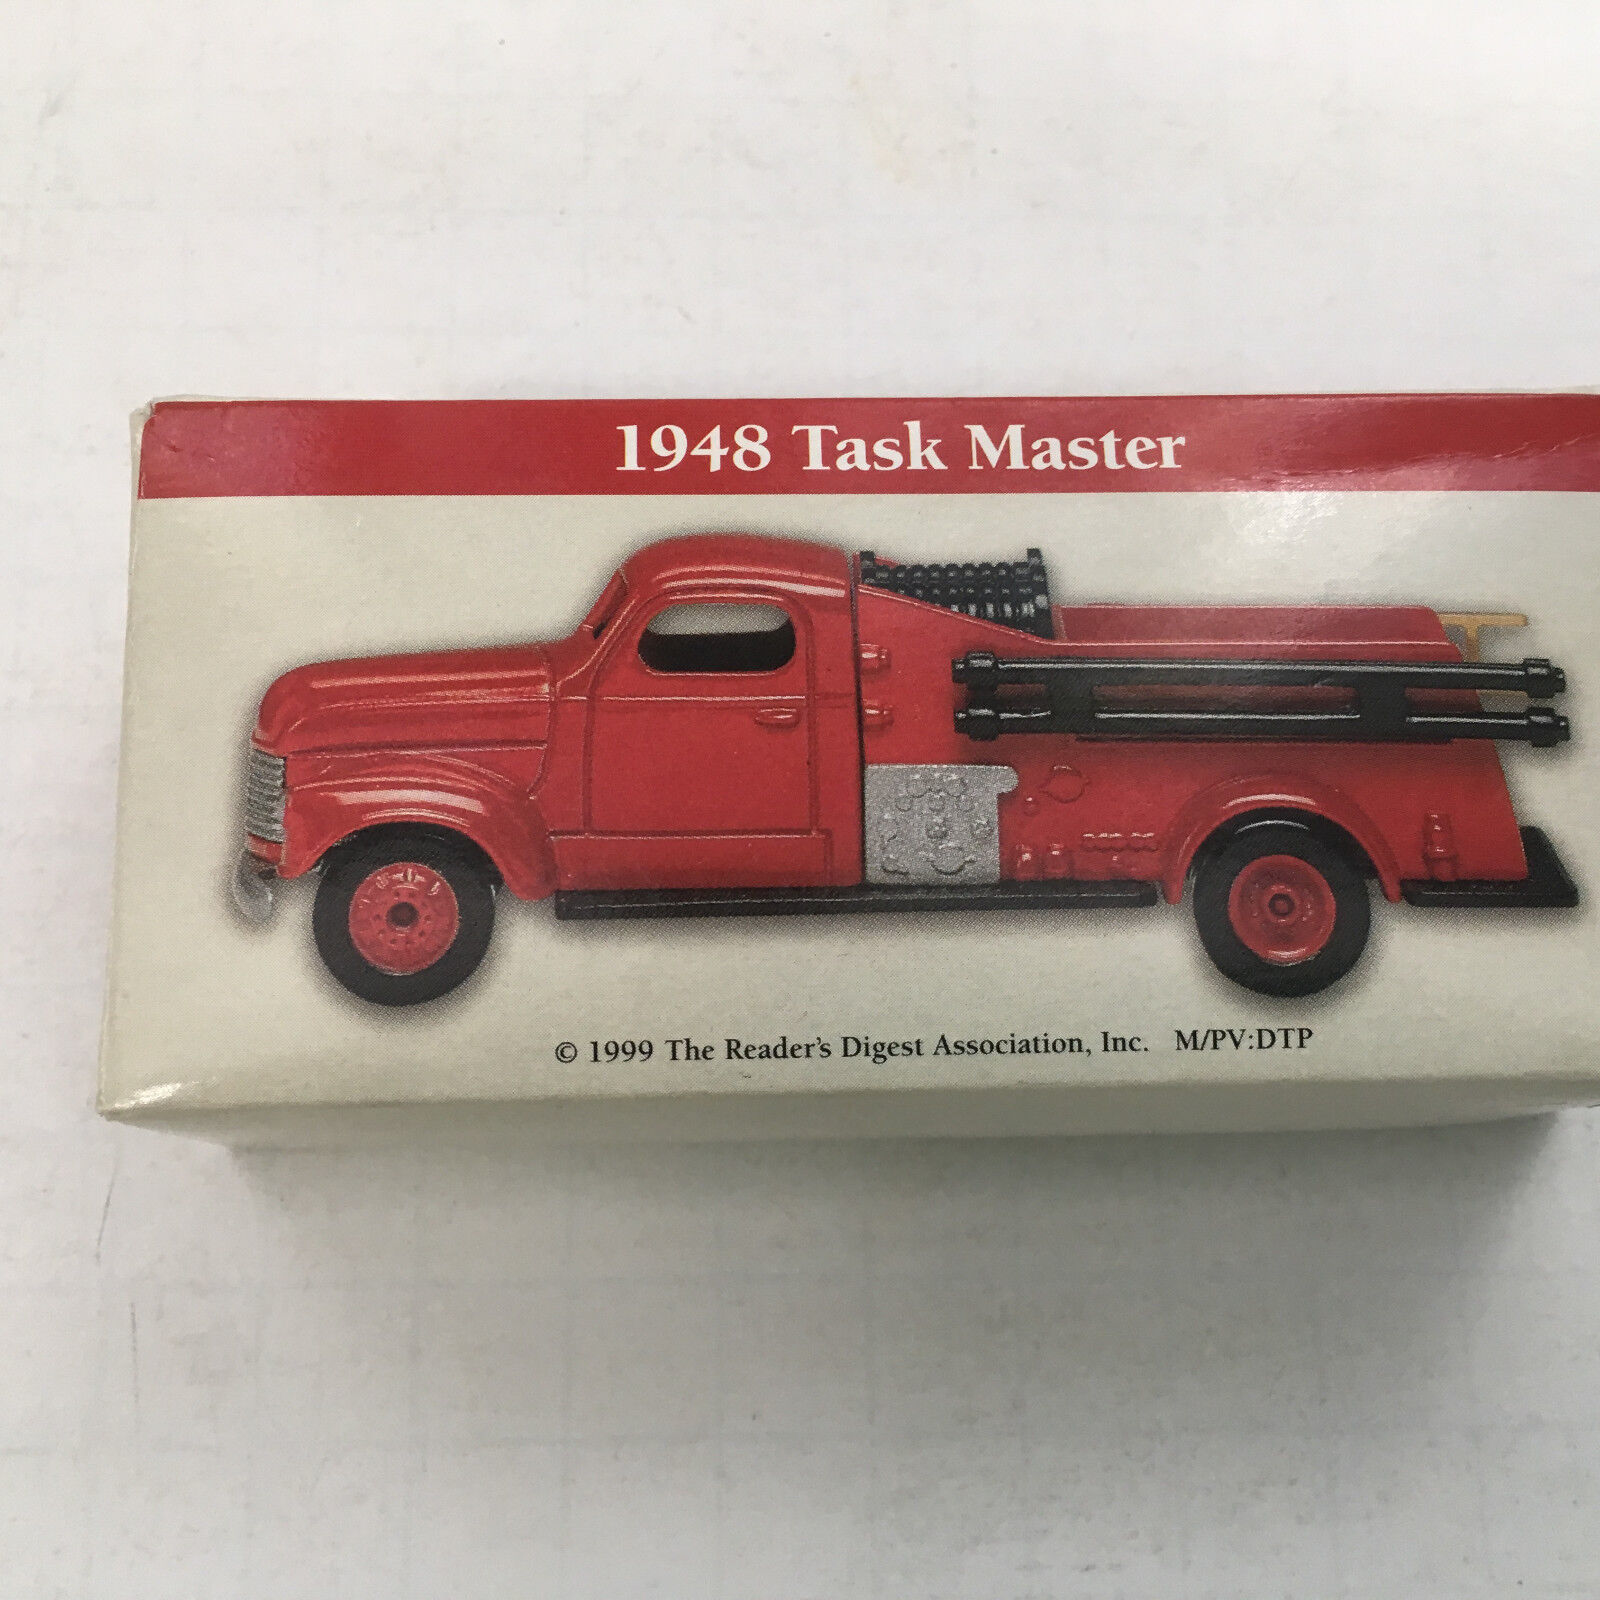 1948 Task Master
© 1999 The Reader's Digest Association, Inc. M/PV:DTP